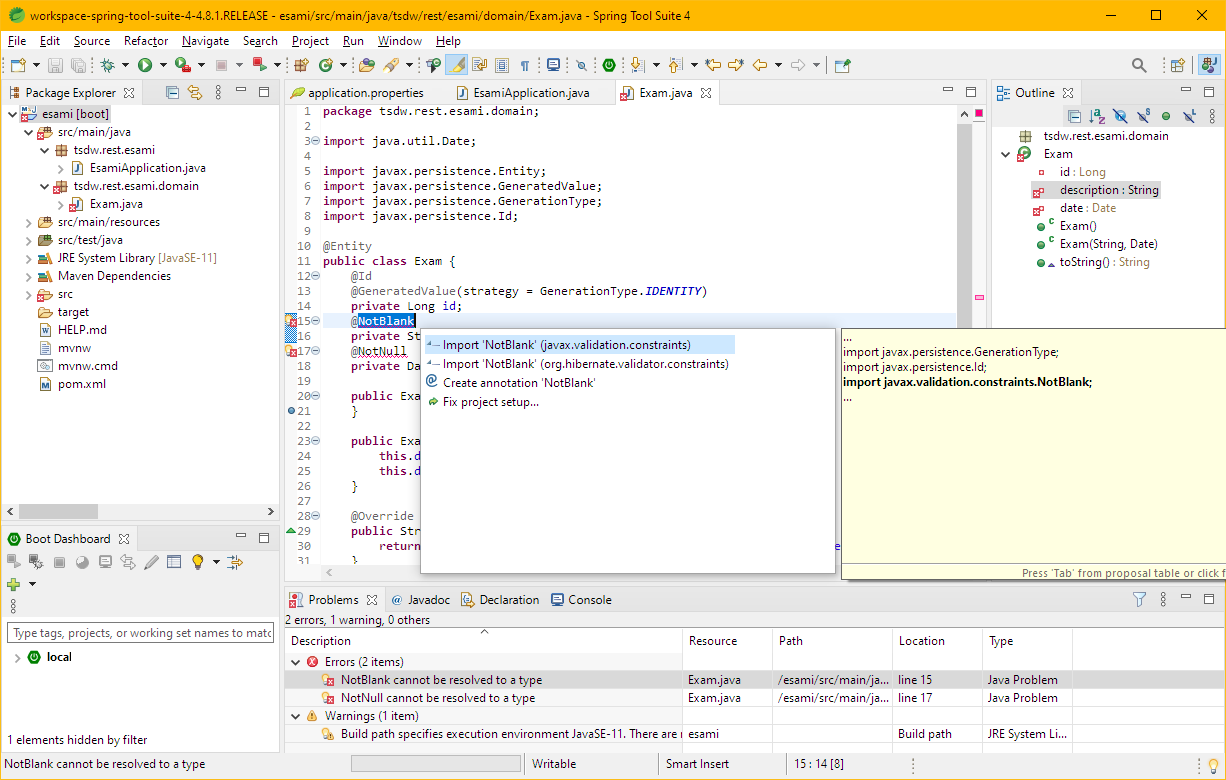 workspace-spring-tool-suite-4-4.8.1.RELEASE - esami/src/main/java/tsdw/rest/esami/domain/Exam.java - Spring Tool Suite 4
File Edit Source Refactor Navigate Search Project Run Window Help
Package Explorer
esami [boot]
src/main/java
tsdw.rest.esami
EsamiApplication.java
tsdw.rest.esami.domain
Exam.java
src/main/resources
src/test/java
JRE System Library [JavaSE-11]
Maven Dependencies
src
target
HELP.md
mvnw
mvnw.cmd
pom.xml
Boot Dashboard
Type tags, projects, or working set names to matc
local
1 elements hidden by filter
application.properties EsamiApplication.java Exam.java
1 package tsdw.rest.esami.domain;
2
3 import java.util.Date;
4
5 import javax.persistence.Entity;
6 import javax.persistence.GeneratedValue;
7 import javax.persistence.GenerationType;
8 import javax.persistence.Id;
9
10 @Entity
11 public class Exam {
12 @Id
13 @GeneratedValue(strategy = GenerationType.IDENTITY)
14 private Long id;
15 @NotBlank
16 private St
17 @NotNull
18 private Da
19
20 public Exa
21 }
22
23 public Exa
24 this.d
25 this.d
26 }
27
28 @Override
29 public Str
30 return e
31 }
Import 'NotBlank' (javax.validation.constraints)
Import 'NotBlank' (org.hibernate.validator.constraints)
Create annotation 'NotBlank'
Fix project setup...
...
import javax.persistence.GenerationType;
import javax.persistence.Id;
import javax.validation.constraints.NotBlank;
...
Press 'Tab' from proposal table or click f
Outline
tsdw.rest.esami.domain
Exam
id : Long
description : String
date : Date
Exam()
Exam(String, Date)
toString() : String
Problems Javadoc Declaration Console
2 errors, 1 warning, 0 others
Description Resource Path Location Type
Errors (2 items)
NotBlank cannot be resolved to a type Exam.java /esami/src/main/ja... line 15 Java Problem
NotNull cannot be resolved to a type Exam.java /esami/src/main/ja... line 17 Java Problem
Warnings (1 item)
Build path specifies execution environment JavaSE-11. There are r esami Build path JRE System Li...
NotBlank cannot be resolved to a type Writable Smart Insert 15 : 14 [8]